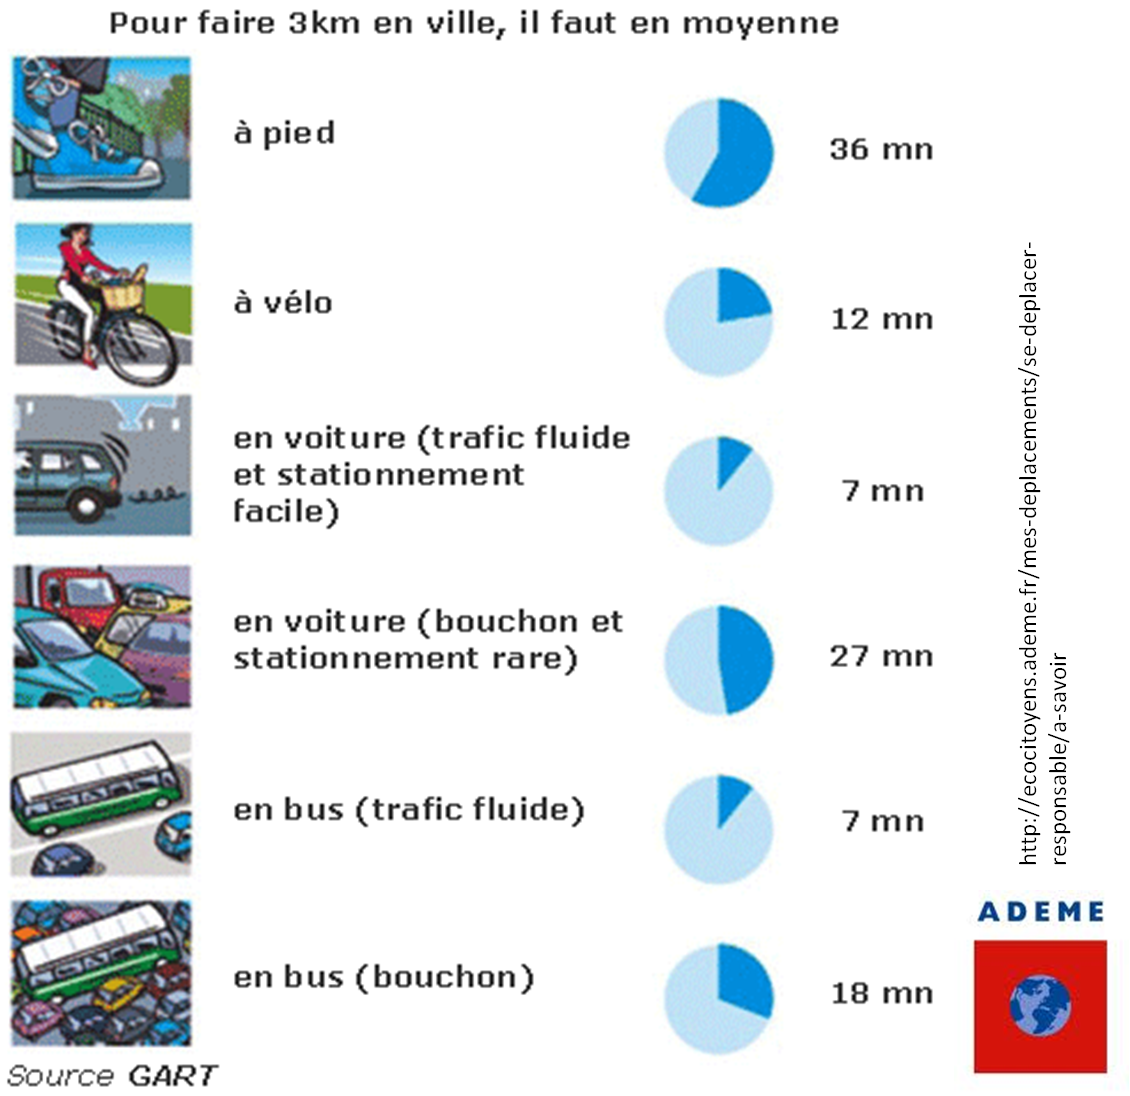 Pour faire 3km en ville, il faut en moyenne
à pied
36 mn
à vélo
12 mn
en voiture (trafic fluide
et stationnement
facile)
7 mn
en voiture (bouchon et
stationnement rare)
27 mn
en bus (trafic fluide)
7 mn
en bus (bouchon)
18 mn
Source GART
http://ecocitoyens.ademe.fr/mes-deplacements/se-deplacer-
responsable/a-savoir
ADEME